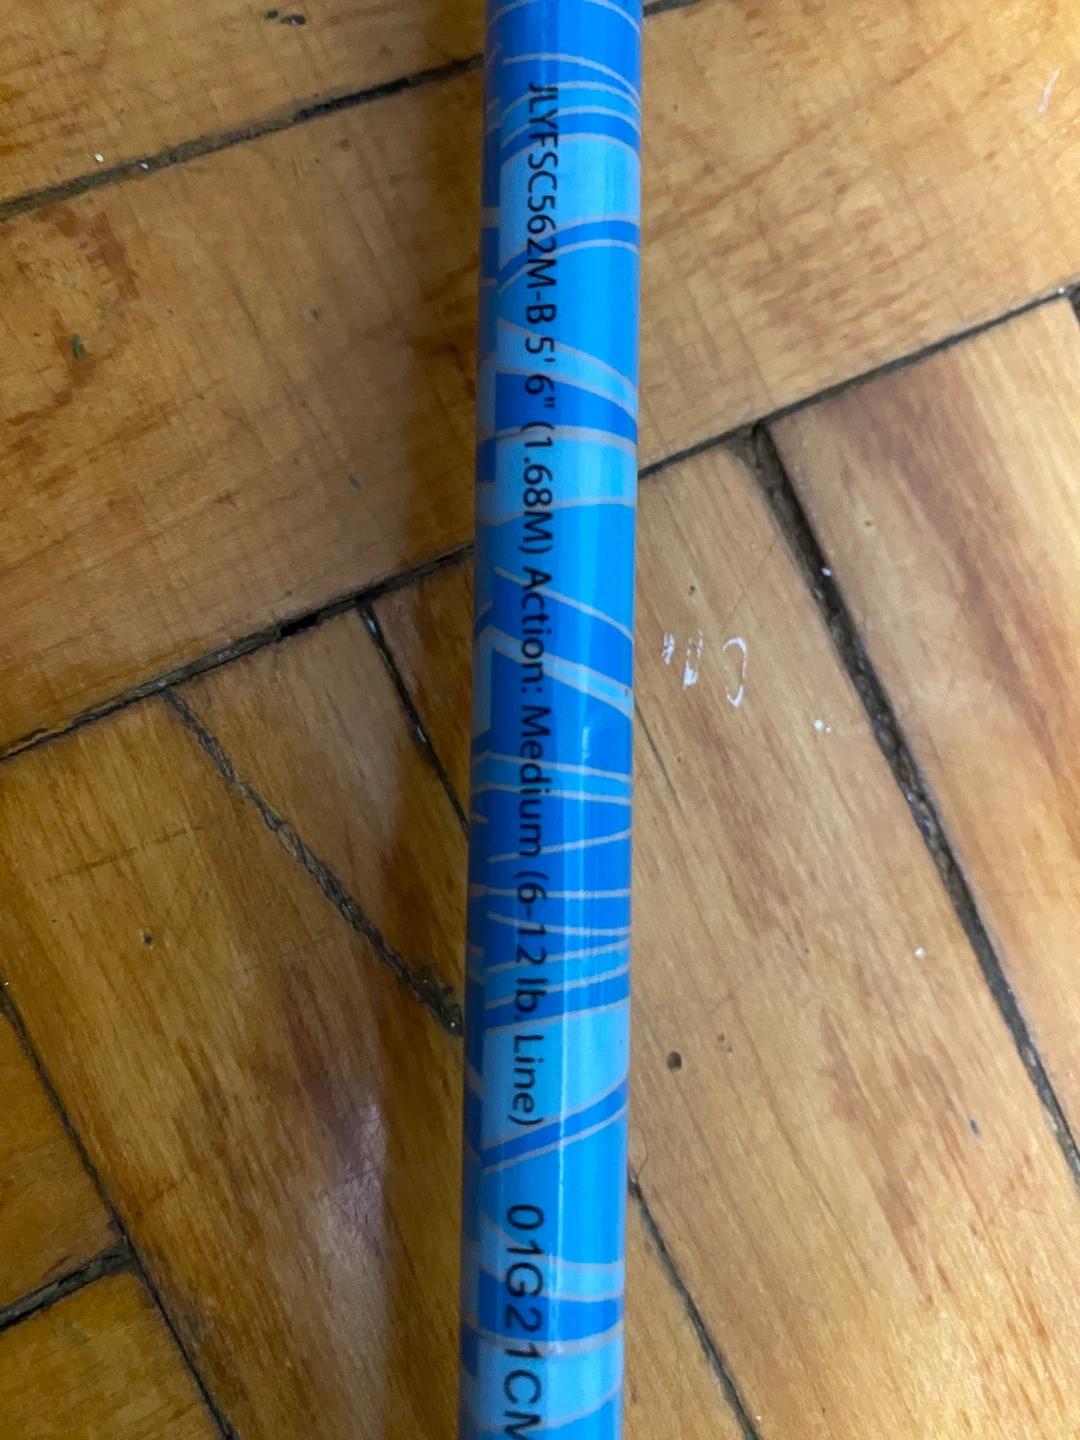 JLYFSC562M-B 5' 6" (1.68M) Action: Medium (6-12 lb. Line) 01G21CM